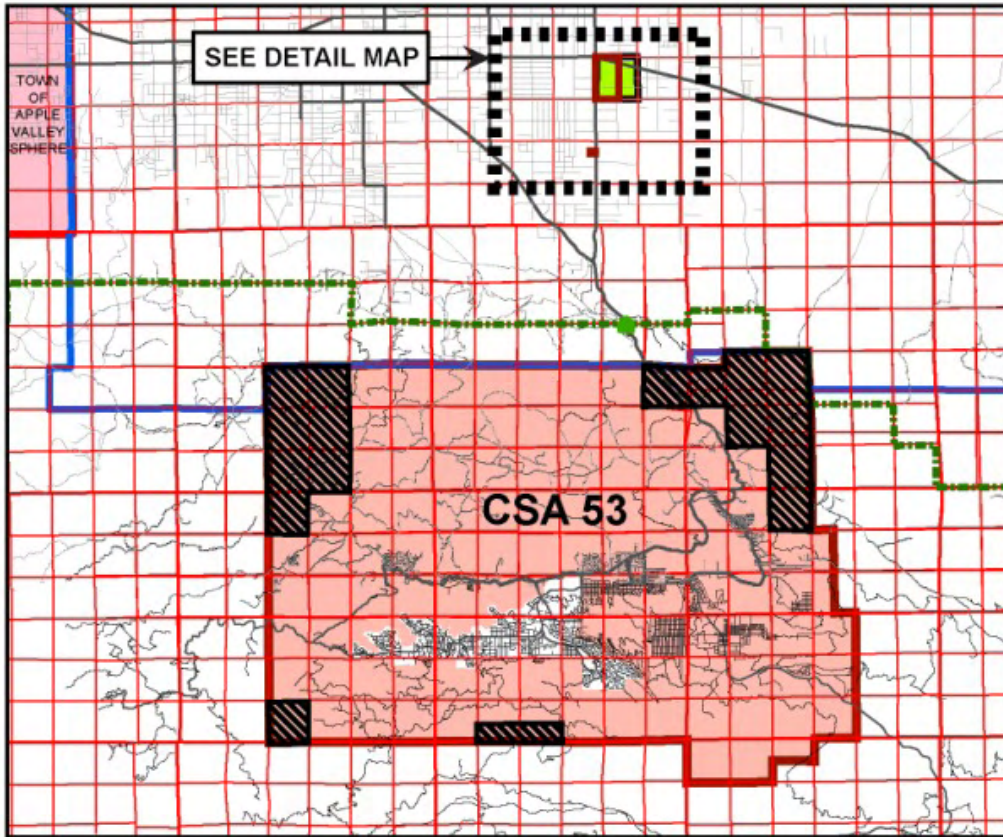 SEE DETAIL MAP
TOWN
OF
APPLE
VALLEY
SPHERE
CSA 53